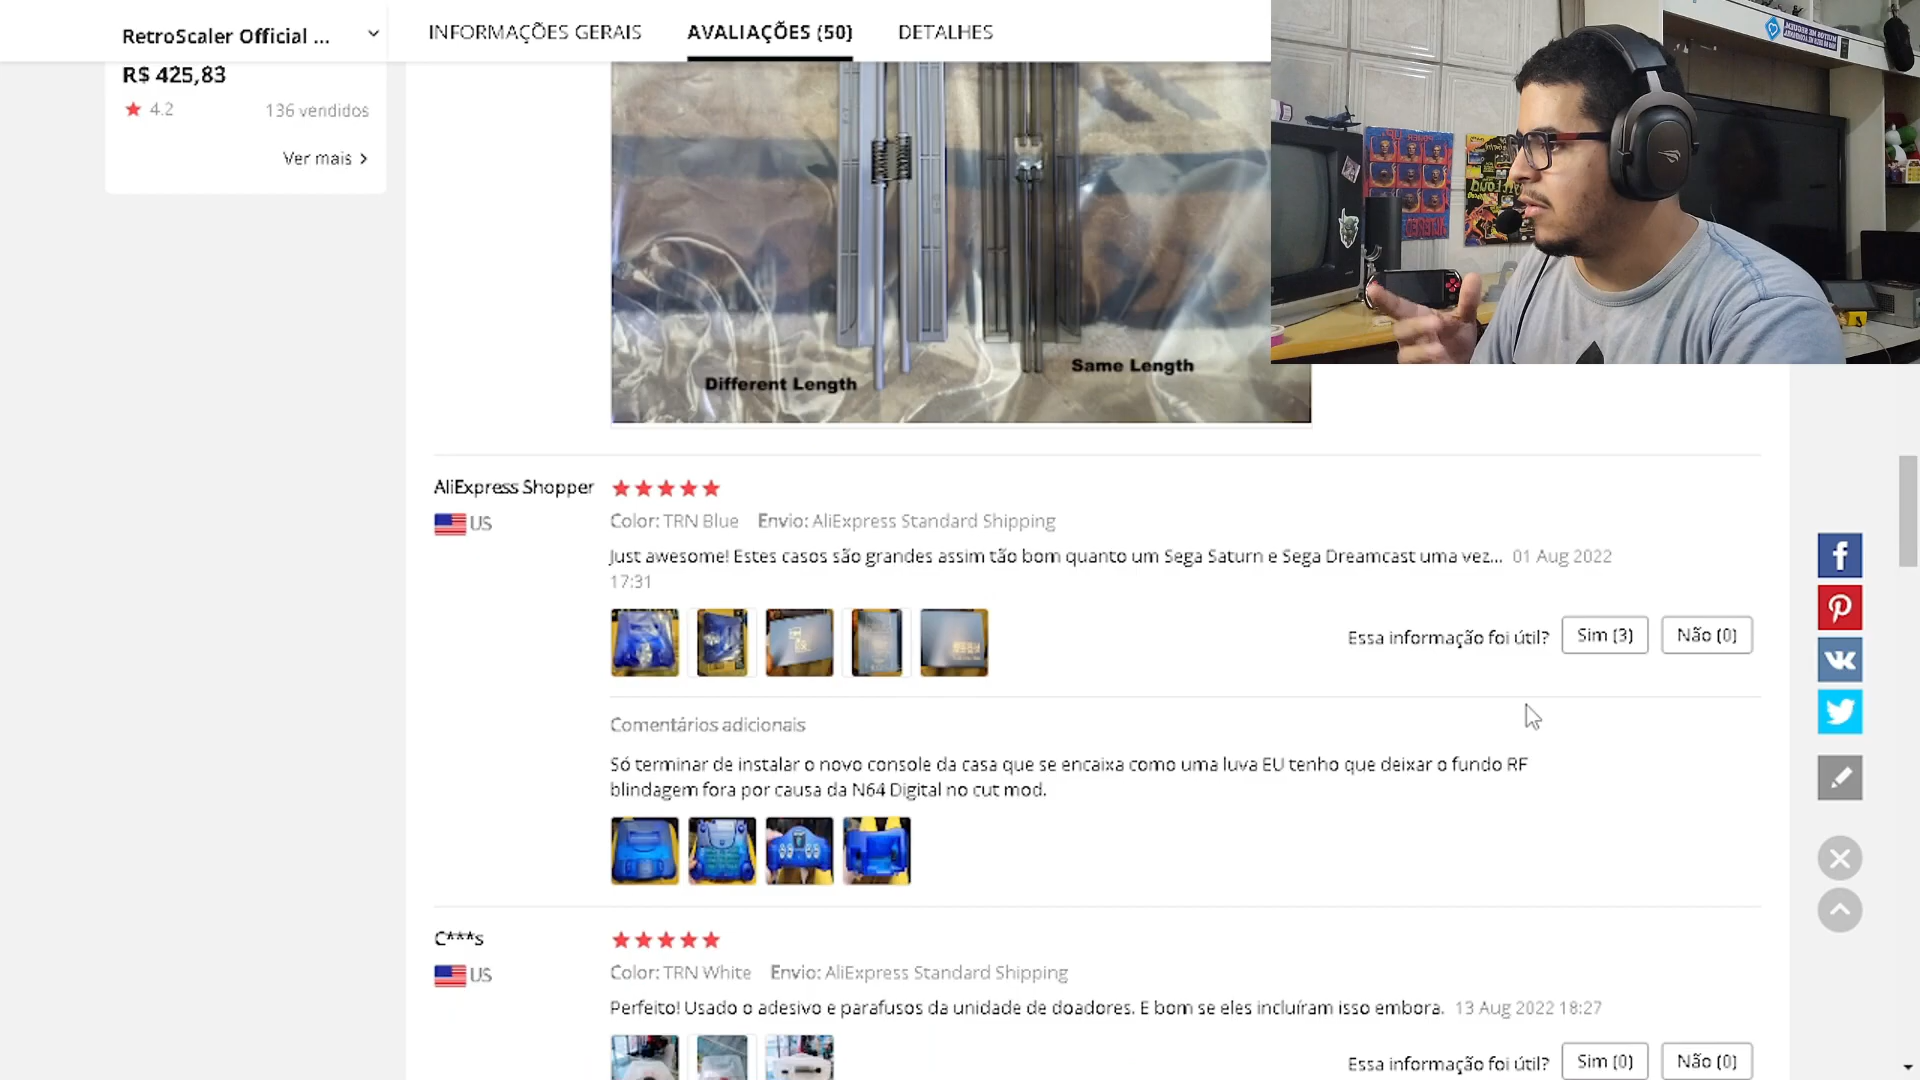 RetroScaler Official ...
INFORMAÇÕES GERAIS
AVALIAÇÕES (50)
DETALHES
R$ 425,83
4.2
136 vendidos
Ver mais
Different Length
Same Length
AliExpress Shopper
US
Color: TRN Blue Envio: AliExpress Standard Shipping
Just awesome! Estes casos são grandes assim tão bom quanto um Sega Saturn e Sega Dreamcast uma vez... 01 Aug 2022
17:31
Essa informação foi útil?
Sim (3)
Não (0)
Comentários adicionais
Só terminar de instalar o novo console da casa que se encaixa como uma luva EU tenho que deixar o fundo RF
blindagem fora por causa da N64 Digital no cut mod.
C***s
US
Color: TRN White Envio: AliExpress Standard Shipping
Perfeito! Usado o adesivo e parafusos da unidade de doadores. E bom se eles incluíram isso embora. 13 Aug 2022 18:27
Essa informação foi útil?
Sim (0)
Não (0)